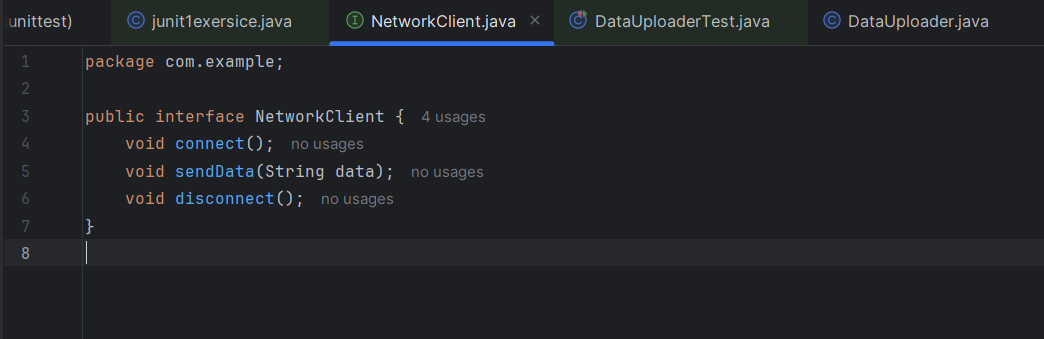 unittest)
junit1exersice.java
NetworkClient.java
DataUploaderTest.java
DataUploader.java
1 package com.example;
2
3 public interface NetworkClient { 4 usages
4 void connect(); no usages
5 void sendData(String data); no usages
6 void disconnect(); no usages
7 }
8